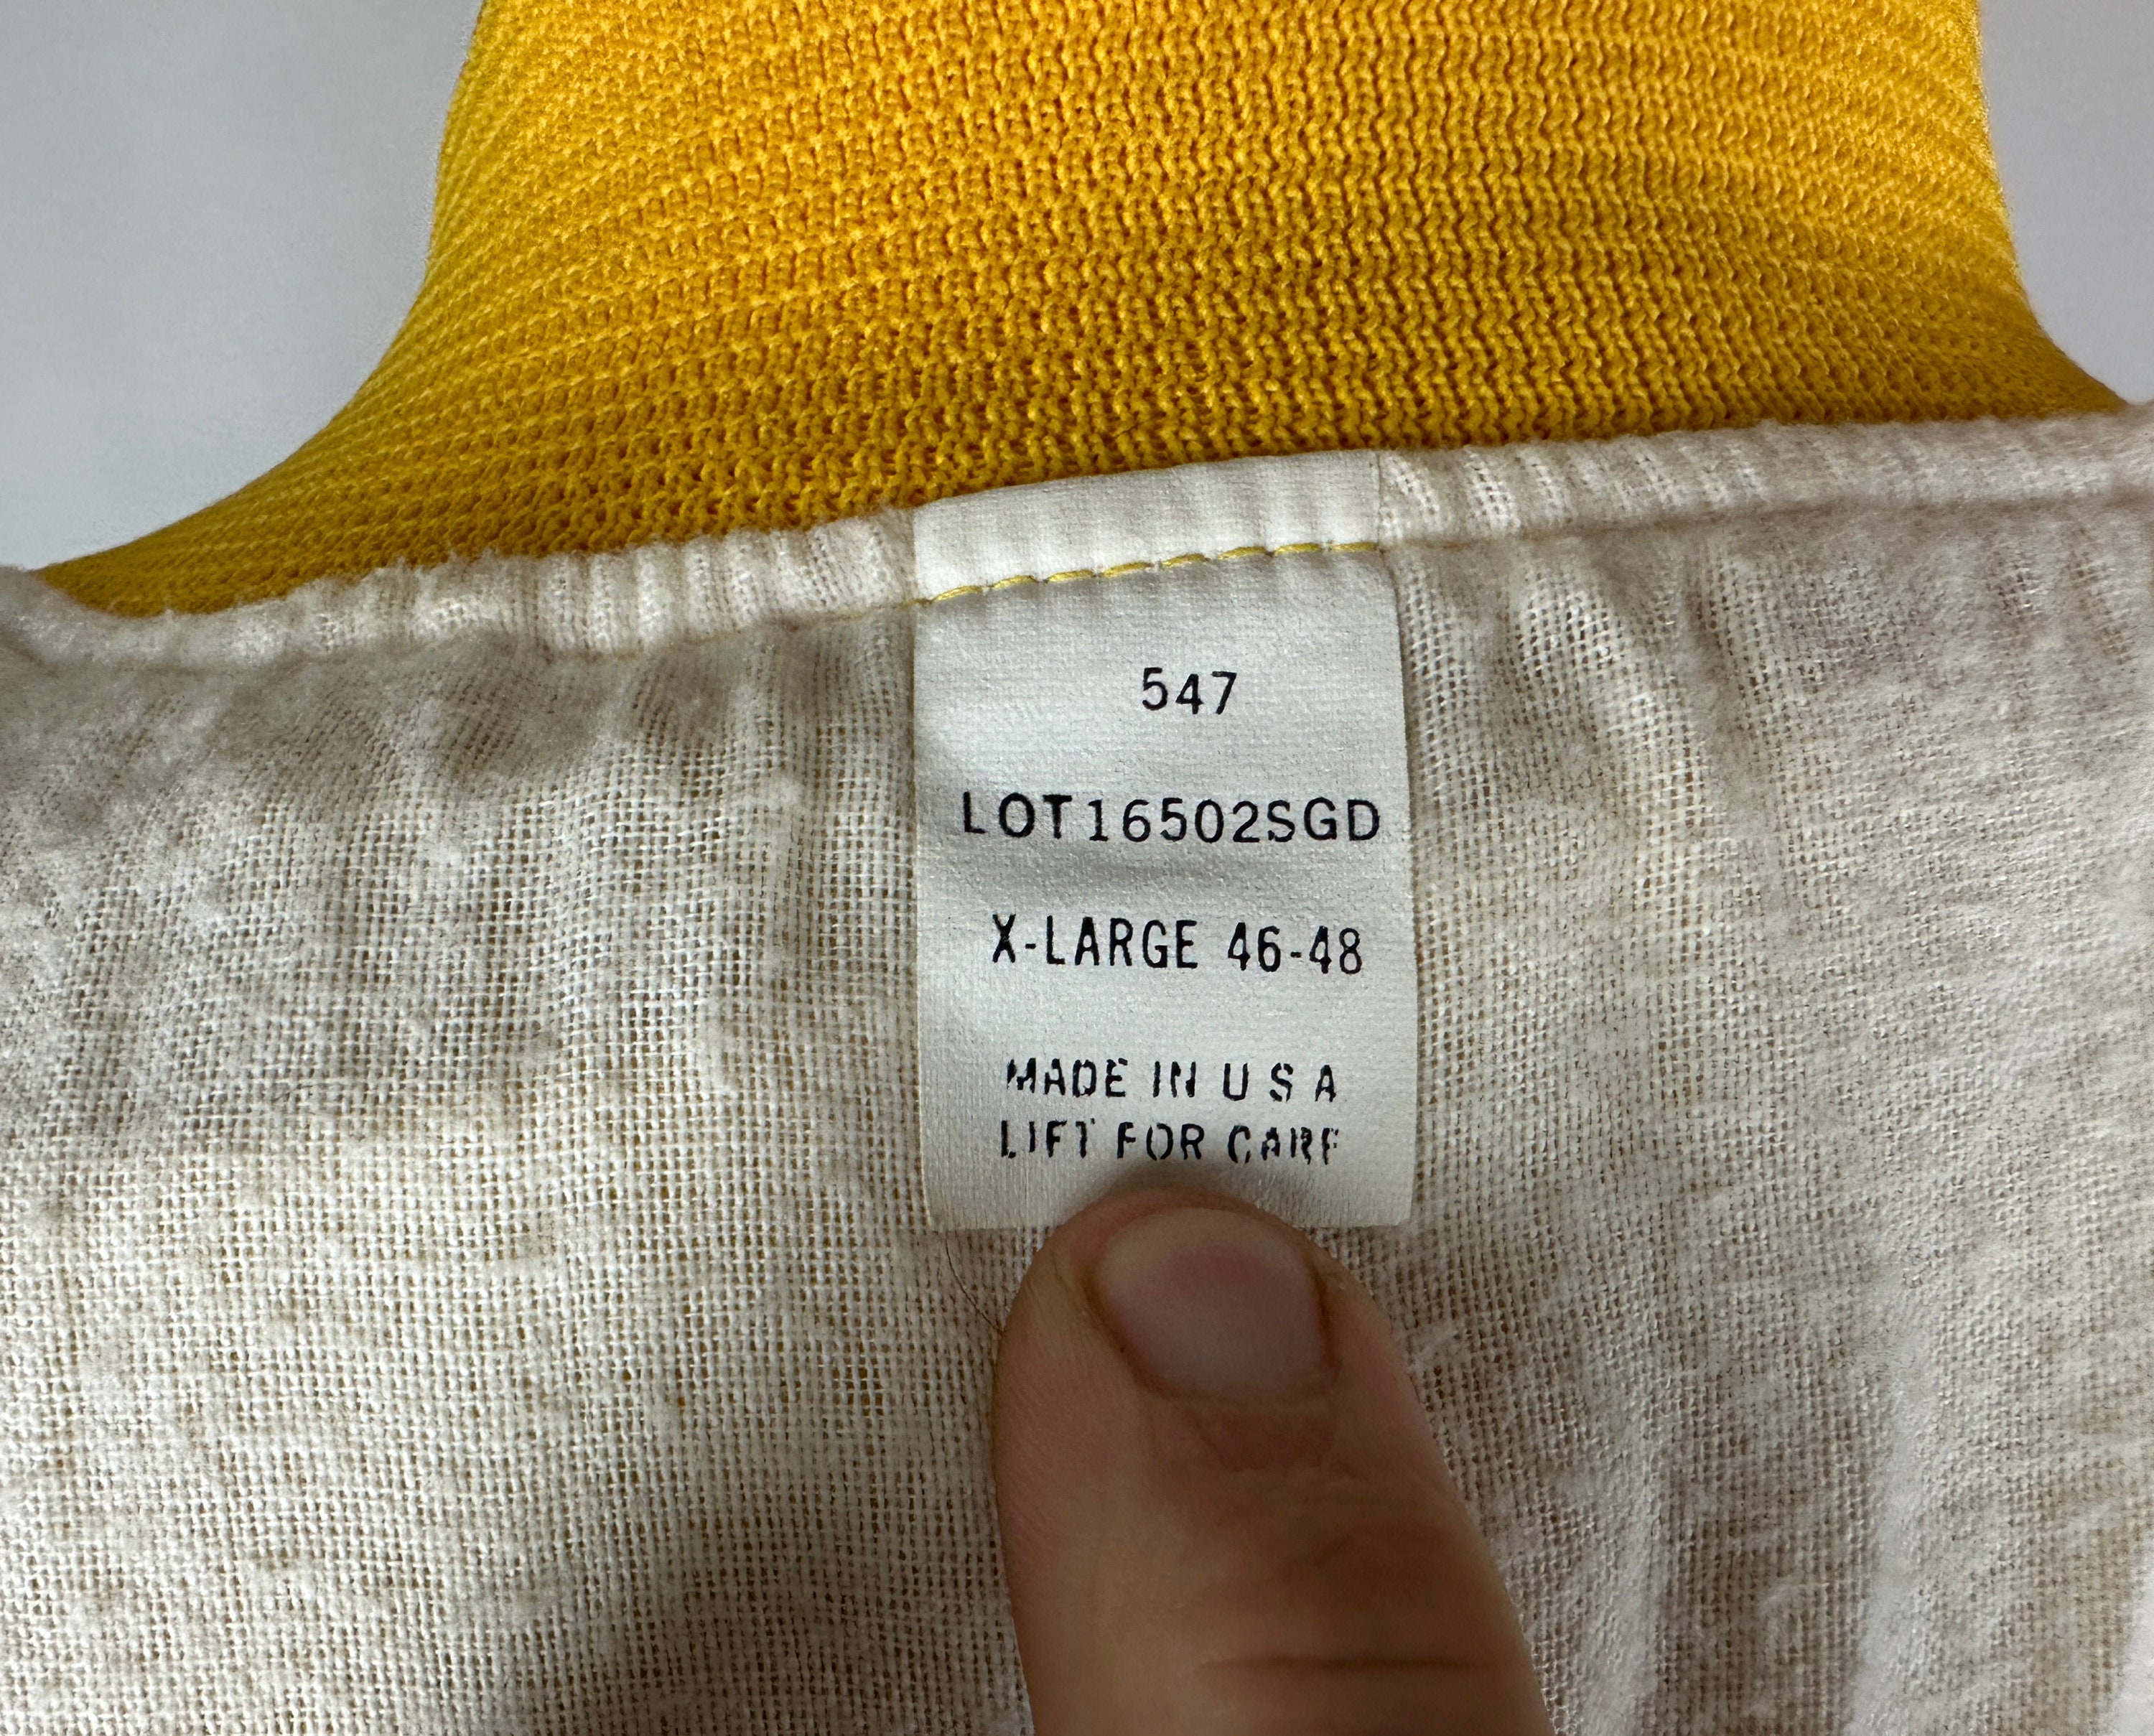 547
LOT16502SGD
X-LARGE 46-48
MADE IN U S A
LIFT FOR CARE